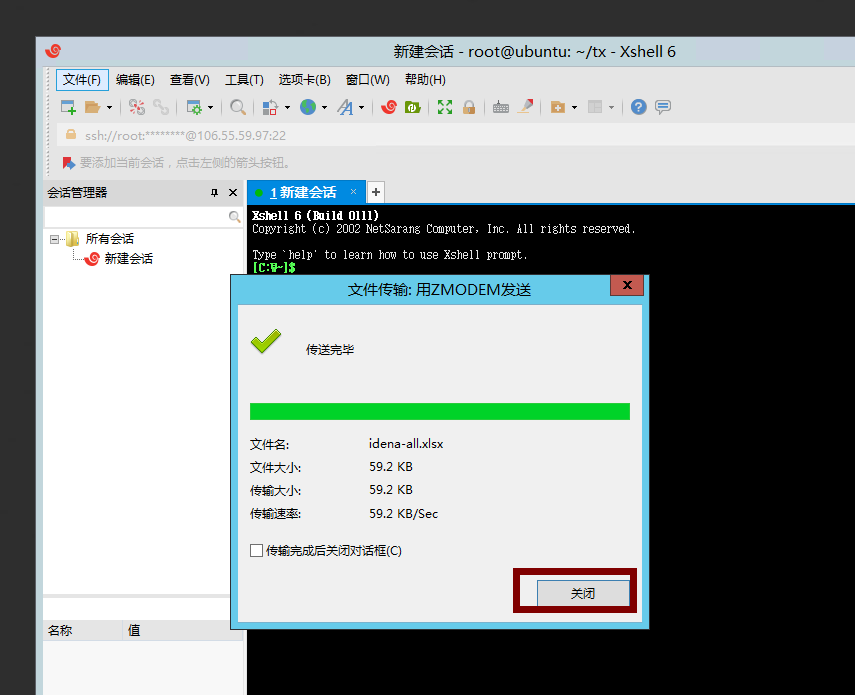 新建会话 - root@ubuntu: ~/tx - Xshell 6
文件(F) 编辑(E) 查看(V) 工具(T) 选项卡(B) 窗口(W) 帮助(H)
ssh://root:********@106.55.59.97:22
要添加当前会话，点击左侧的箭头按钮。
会话管理器
1 新建会话 × +
所有会话
新建会话
Xshell 6 (Build 0111)
Copyright (c) 2002 NetSarang Computer, Inc. All rights reserved.
Type `help' to learn how to use Xshell prompt.
[C:\~]$
文件传输: 用ZMODEM发送
x
传送完毕
文件名: idena-all.xlsx
文件大小: 59.2 KB
传输大小: 59.2 KB
传输速率: 59.2 KB/Sec
传输完成后关闭对话框(C)
关闭
名称 值